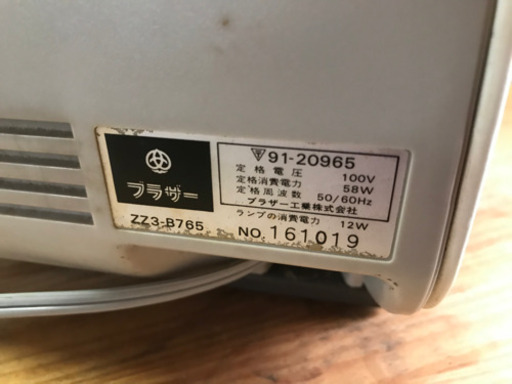 ブラザー
ZZ3-B765
91-20965
定格電圧 100V
定格消費電力 58W
定格周波数 50/60Hz
ブラザー工業株式会社
ランプの消費電力 12W
NO.161019